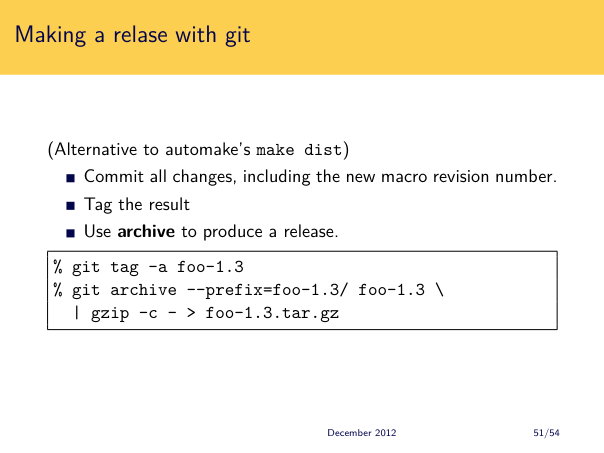 Making a relase with git
(Alternative to automake's make dist)
Commit all changes, including the new macro revision number.
Tag the result
Use archive to produce a release.
% git tag -a foo-1.3
% git archive --prefix=foo-1.3/ foo-1.3 \
| gzip -c - > foo-1.3.tar.gz
December 2012
51/54